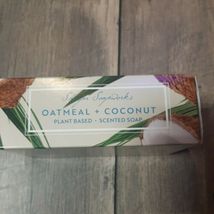 OATMEAL + COCONUT
PLANT BASED • SCENTED SOAP